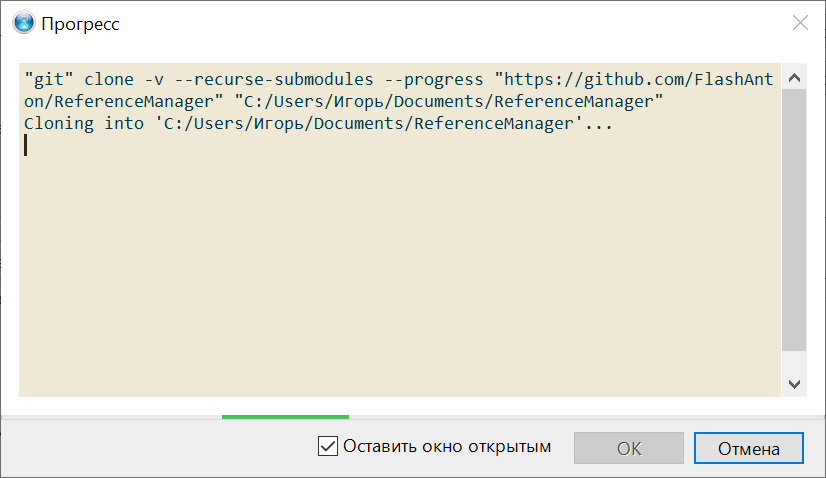 Прогресс
"git" clone -v --recurse-submodules --progress "https://github.com/FlashAnt
on/ReferenceManager" "C:/Users/Игорь/Documents/ReferenceManager"
Cloning into 'C:/Users/Игорь/Documents/ReferenceManager'...
Оставить окно открытым
OK
Отмена